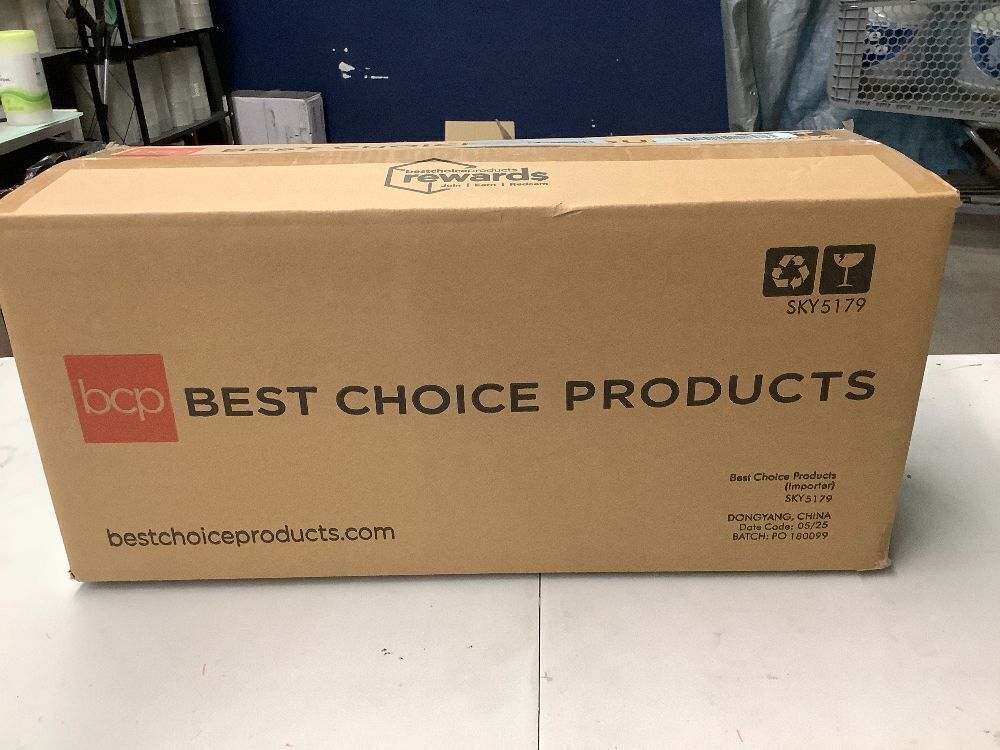 bestchoiceproducts
rewards
Join | Earn | Redeem
SKY5179
bcp
BEST CHOICE PRODUCTS
Best Choice Products
(Importer)
SKY5179
DONGYANG, CHINA
Date Code: 05/25
BATCH: PO 180099
bestchoiceproducts.com